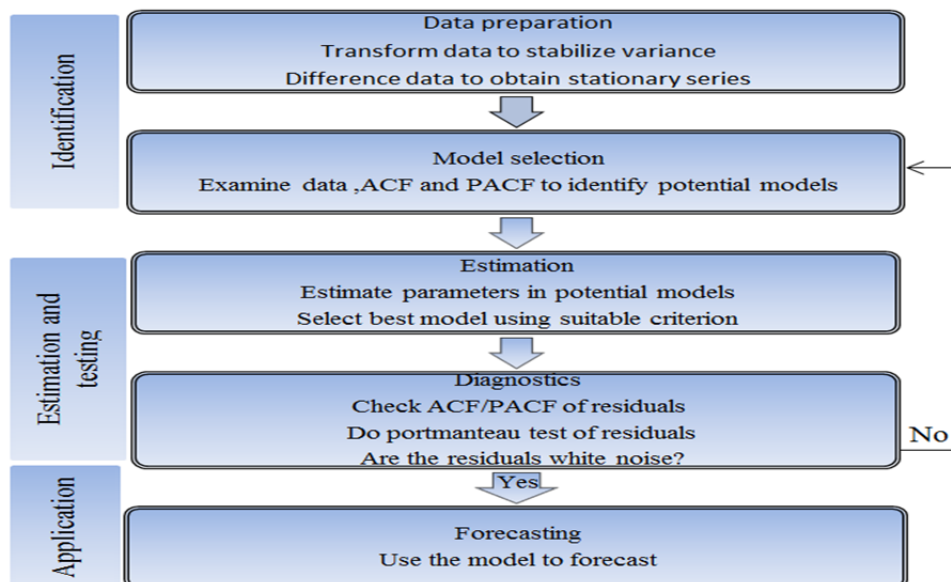 Identification
Data preparation
Transform data to stabilize variance
Difference data to obtain stationary series
Model selection
Examine data ,ACF and PACF to identify potential models
Estimation and
testing
Estimation
Estimate parameters in potential models
Select best model using suitable criterion
Diagnostics
Check ACF/PACF of residuals
Do portmanteau test of residuals
Are the residuals white noise?
No
Yes
Application
Forecasting
Use the model to forecast